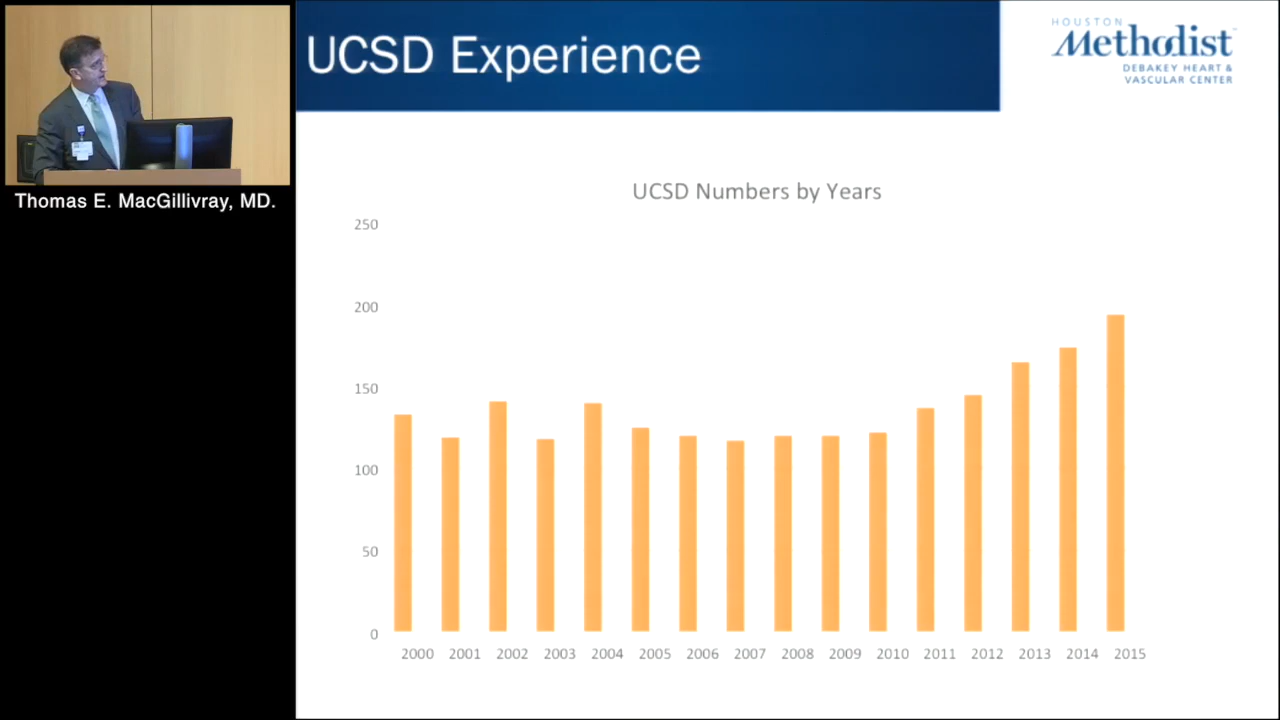 UCSD Experience
HOUSTON
Methodist
DEBAKEY HEART &
VASCULAR CENTER
Thomas E. MacGillivray, MD.
UCSD Numbers by Years
250
200
150
100
50
0
2000 2001 2002 2003 2004 2005 2006 2007 2008 2009 2010 2011 2012 2013 2014 2015